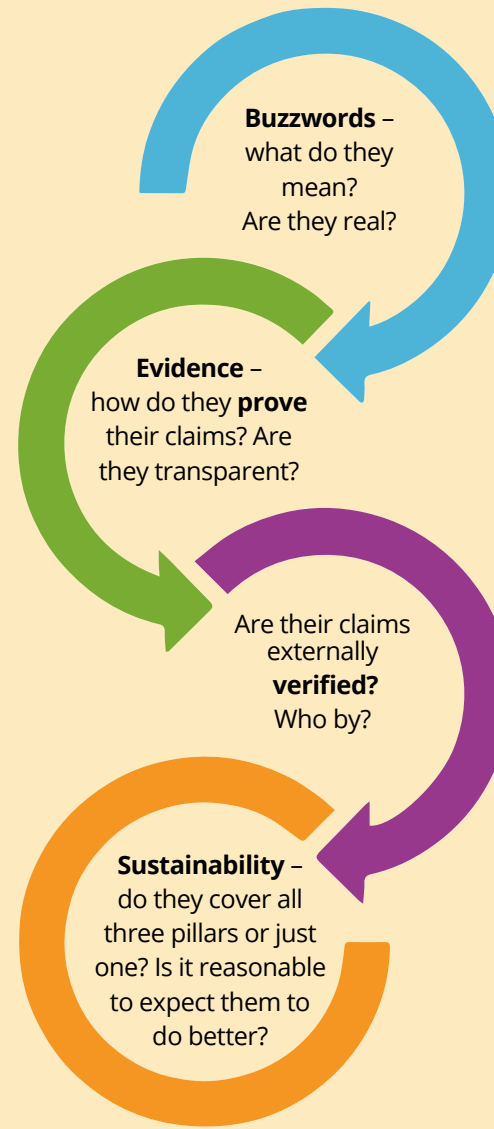 Buzzwords –
what do they
mean?
Are they real?
Evidence –
how do they prove
their claims? Are
they transparent?
Are their claims
externally
verified?
Who by?
Sustainability –
do they cover all
three pillars or just
one? Is it reasonable
to expect them to
do better?